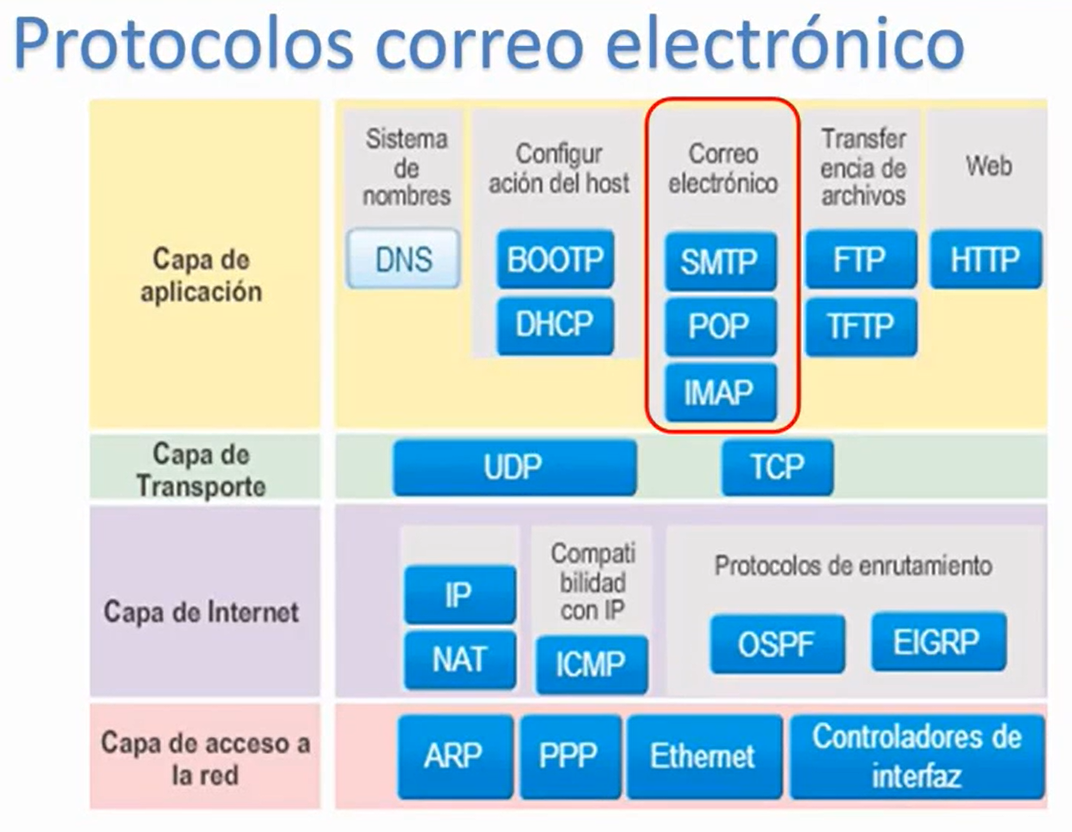 Protocolos correo electrónico
Capa de
aplicación
Sistema
de
nombres
DNS
Configur
ación del host
BOOTP
DHCP
Correo
electrónico
SMTP
POP
IMAP
Transfer
encia de
archivos
FTP
TFTP
Web
HTTP
Capa de
Transporte
UDP
TCP
Capa de Internet
IP
NAT
Compati
bilidad
con IP
ICMP
Protocolos de enrutamiento
OSPF
EIGRP
Capa de acceso a
la red
ARP
PPP
Ethernet
Controladores de
interfaz